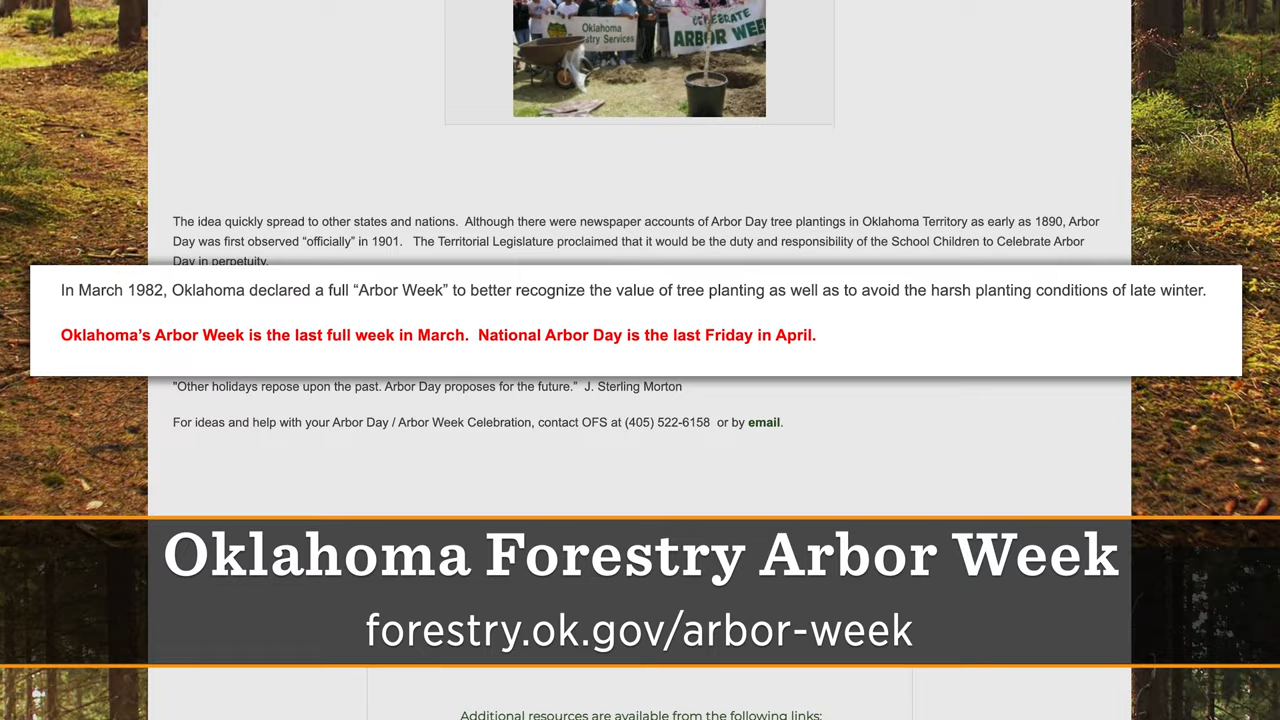 CELEBRATE
Oklahoma
stry Services
ARBOR WEE
The idea quickly spread to other states and nations.  Although there were newspaper accounts of Arbor Day tree plantings in Oklahoma Territory as early as 1890, Arbor
Day was first observed “officially” in 1901.   The Territorial Legislature proclaimed that it would be the duty and responsibility of the School Children to Celebrate Arbor
Day in perpetuity.
In March 1982, Oklahoma declared a full “Arbor Week” to better recognize the value of tree planting as well as to avoid the harsh planting conditions of late winter.
Oklahoma’s Arbor Week is the last full week in March.  National Arbor Day is the last Friday in April.
"Other holidays repose upon the past. Arbor Day proposes for the future.”  J. Sterling Morton
For ideas and help with your Arbor Day / Arbor Week Celebration, contact OFS at (405) 522-6158  or by email.
Oklahoma Forestry Arbor Week
forestry.ok.gov/arbor-week
Additional resources are available from the following links: